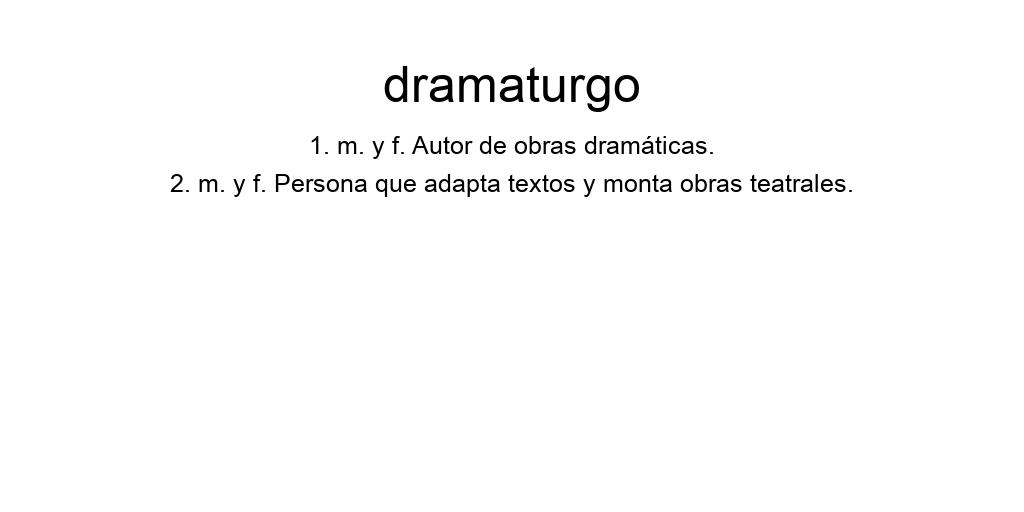 dramaturgo
1. m. y f. Autor de obras dramáticas.
2. m. y f. Persona que adapta textos y monta obras teatrales.